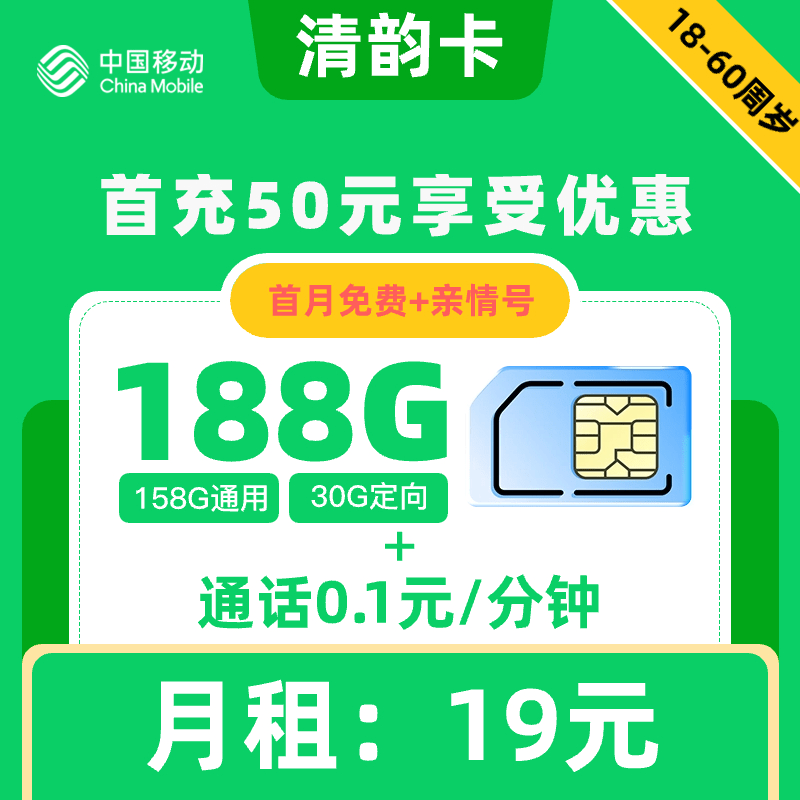 中国移动
China Mobile
清韵卡
18-60周岁
首充50元享受优惠
首月免费+亲情号
188G
158G通用
30G定向
+
通话0.1元/分钟
月租：19元